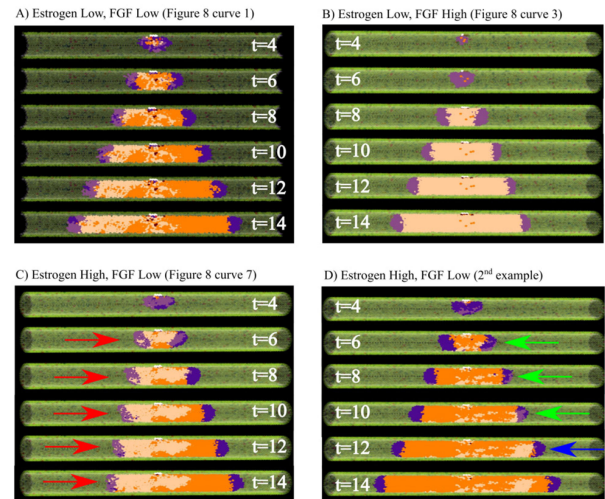 A) Estrogen Low, FGF Low (Figure 8 curve 1)
t=4
t=6
t=8
t=10
t=12
t=14
B) Estrogen Low, FGF High (Figure 8 curve 3)
t=4
t=6
t=8
t=10
t=12
t=14
C) Estrogen High, FGF Low (Figure 8 curve 7)
t=4
t=6
t=8
t=10
t=12
t=14
D) Estrogen High, FGF Low (2nd example)
t=4
t=6
t=8
t=10
t=12
t=14